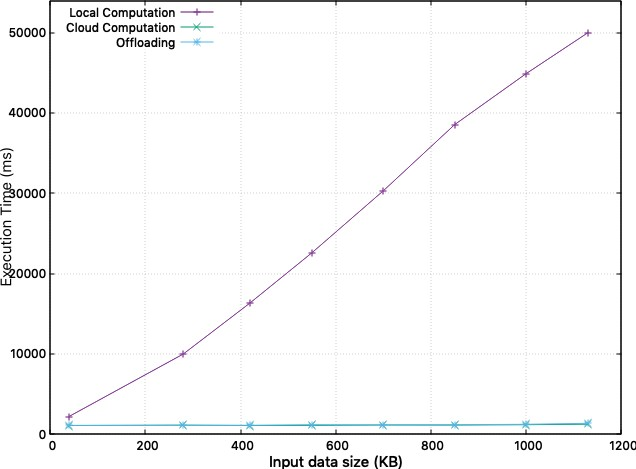 Local Computation
Cloud Computation
Offloading
50000
40000
30000
20000
10000
0
Execution Time (ms)
0 200 400 600 800 1000 1200
Input data size (KB)